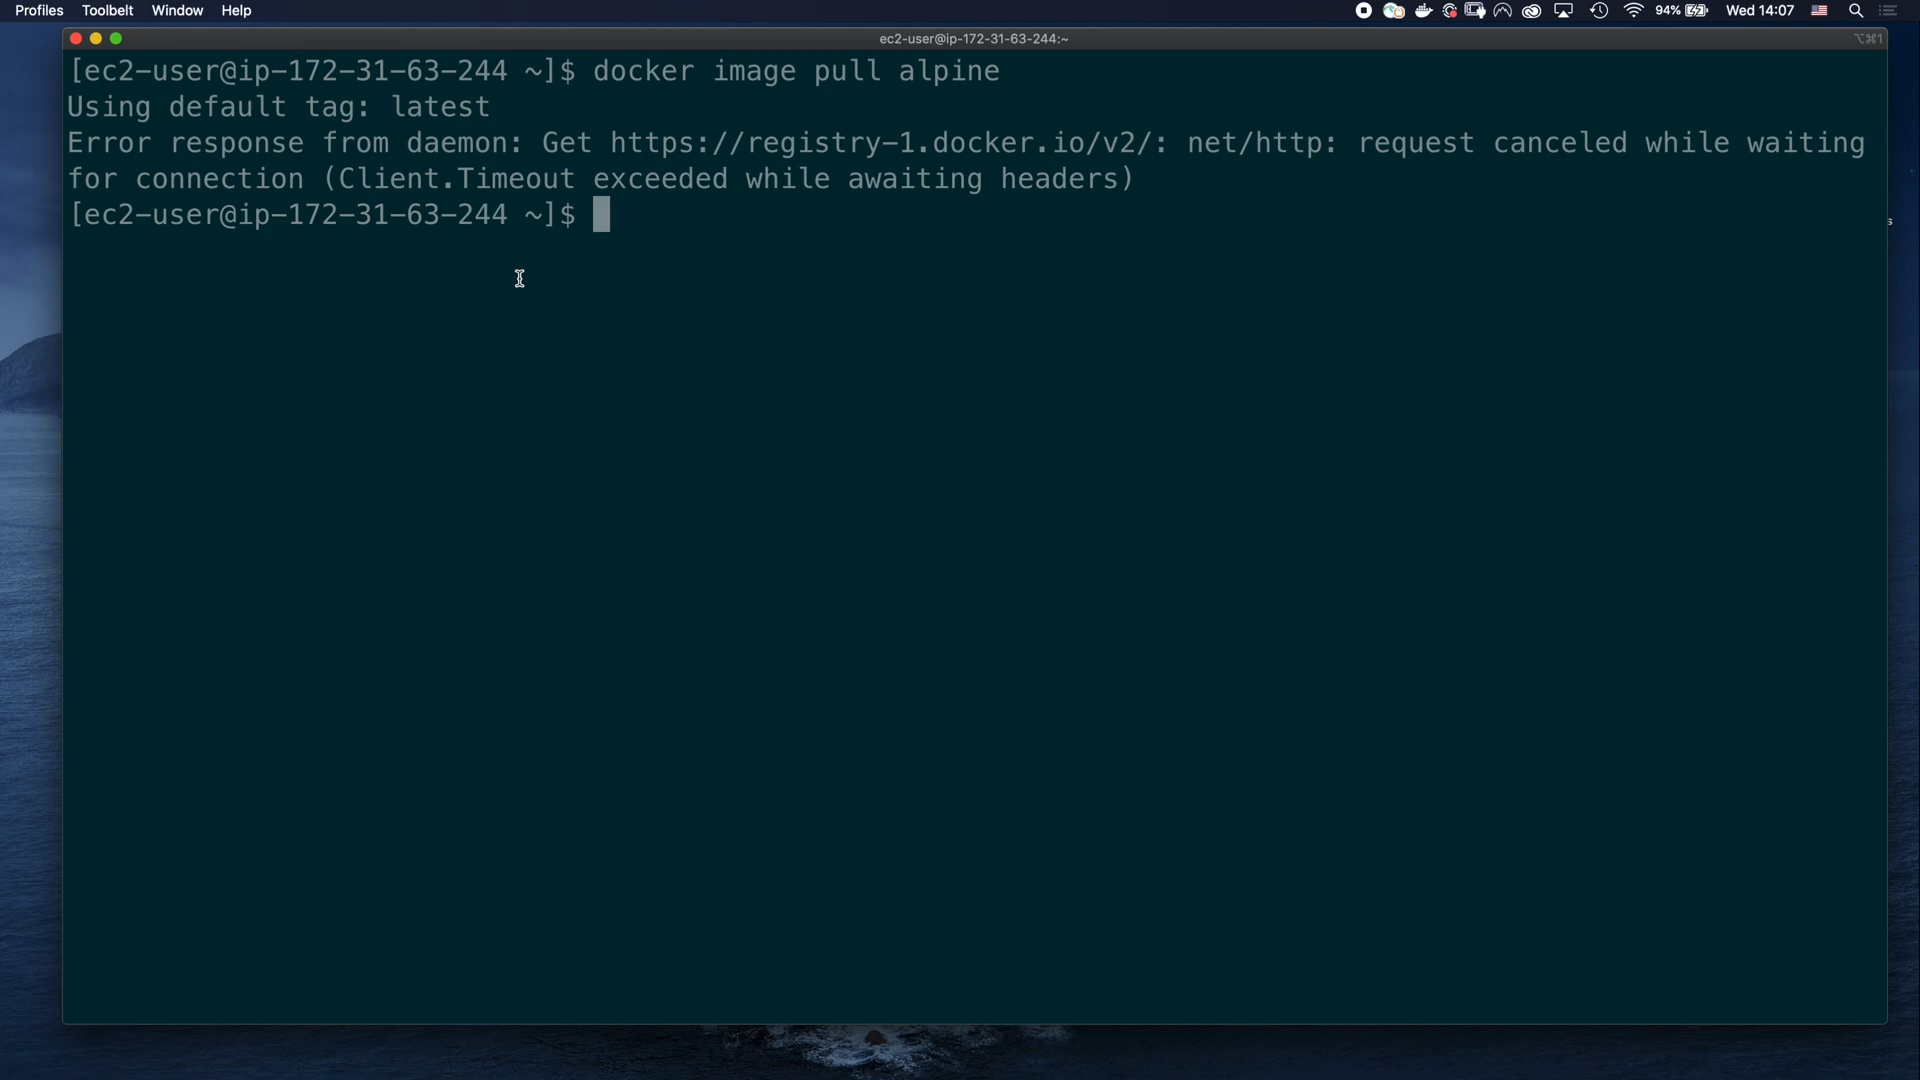 Profiles Toolbelt Window Help 94% Wed 14:07
ec2-user@ip-172-31-63-244:~ ⌥⌘1
[ec2-user@ip-172-31-63-244 ~]$ docker image pull alpine
Using default tag: latest
Error response from daemon: Get https://registry-1.docker.io/v2/: net/http: request canceled while waiting
for connection (Client.Timeout exceeded while awaiting headers)
[ec2-user@ip-172-31-63-244 ~]$
s